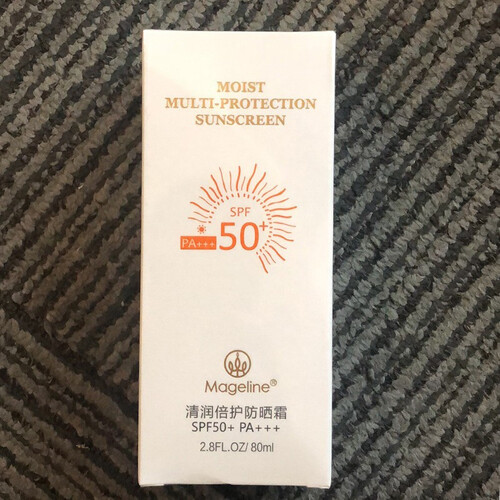 MOIST
MULTI-PROTECTION
SUNSCREEN
SPF
PA+++ 50+
Mageline®
清润倍护防晒霜
SPF50+ PA+++
2.8FL.OZ/ 80ml